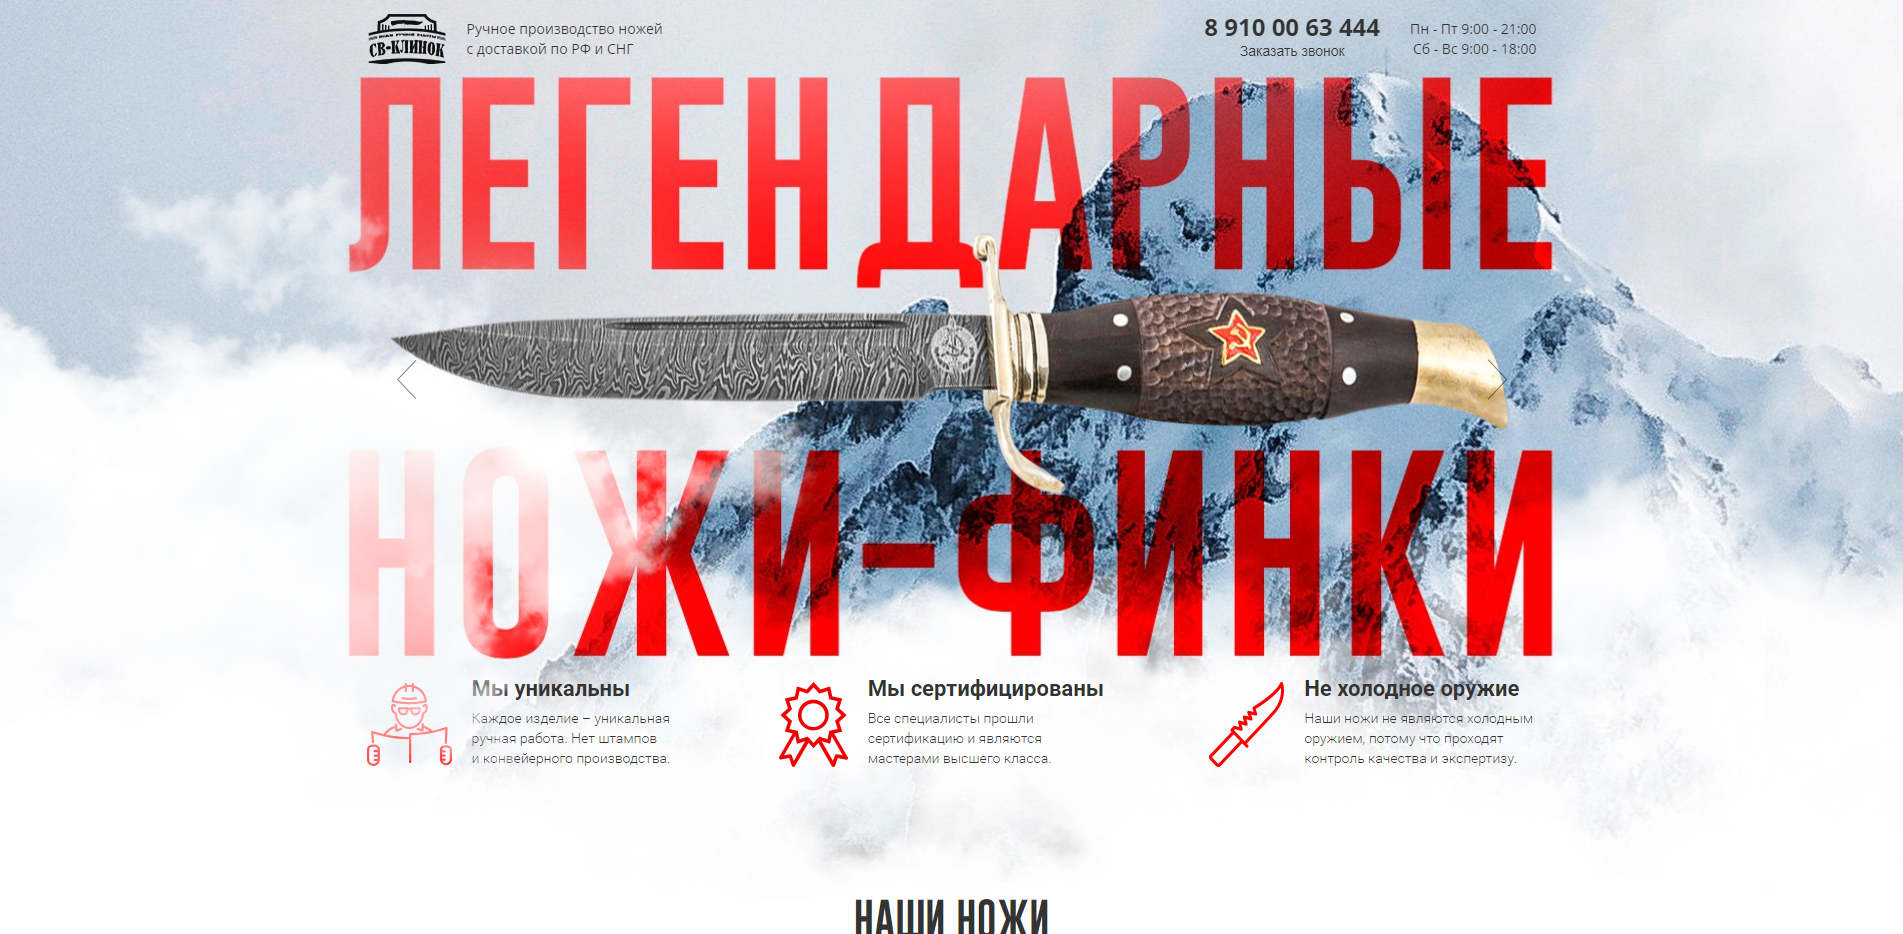 СВ-КЛИНОК
Ручное производство ножей
с доставкой по РФ и СНГ
8 910 00 63 444
Заказать звонок
Пн - Пт 9:00 - 21:00
Сб - Вс 9:00 - 18:00
ЛЕГЕНДАРНЫЕ
НОЖИ-ФИНКИ
Мы уникальны
Каждое изделие – уникальная
ручная работа. Нет штампов
и конвейерного производства.
Мы сертифицированы
Все специалисты прошли
сертификацию и являются
мастерами высшего класса.
Не холодное оружие
Наши ножи не являются холодным
оружием, потому что проходят
контроль качества и экспертизу.
НАШИ НОЖИ